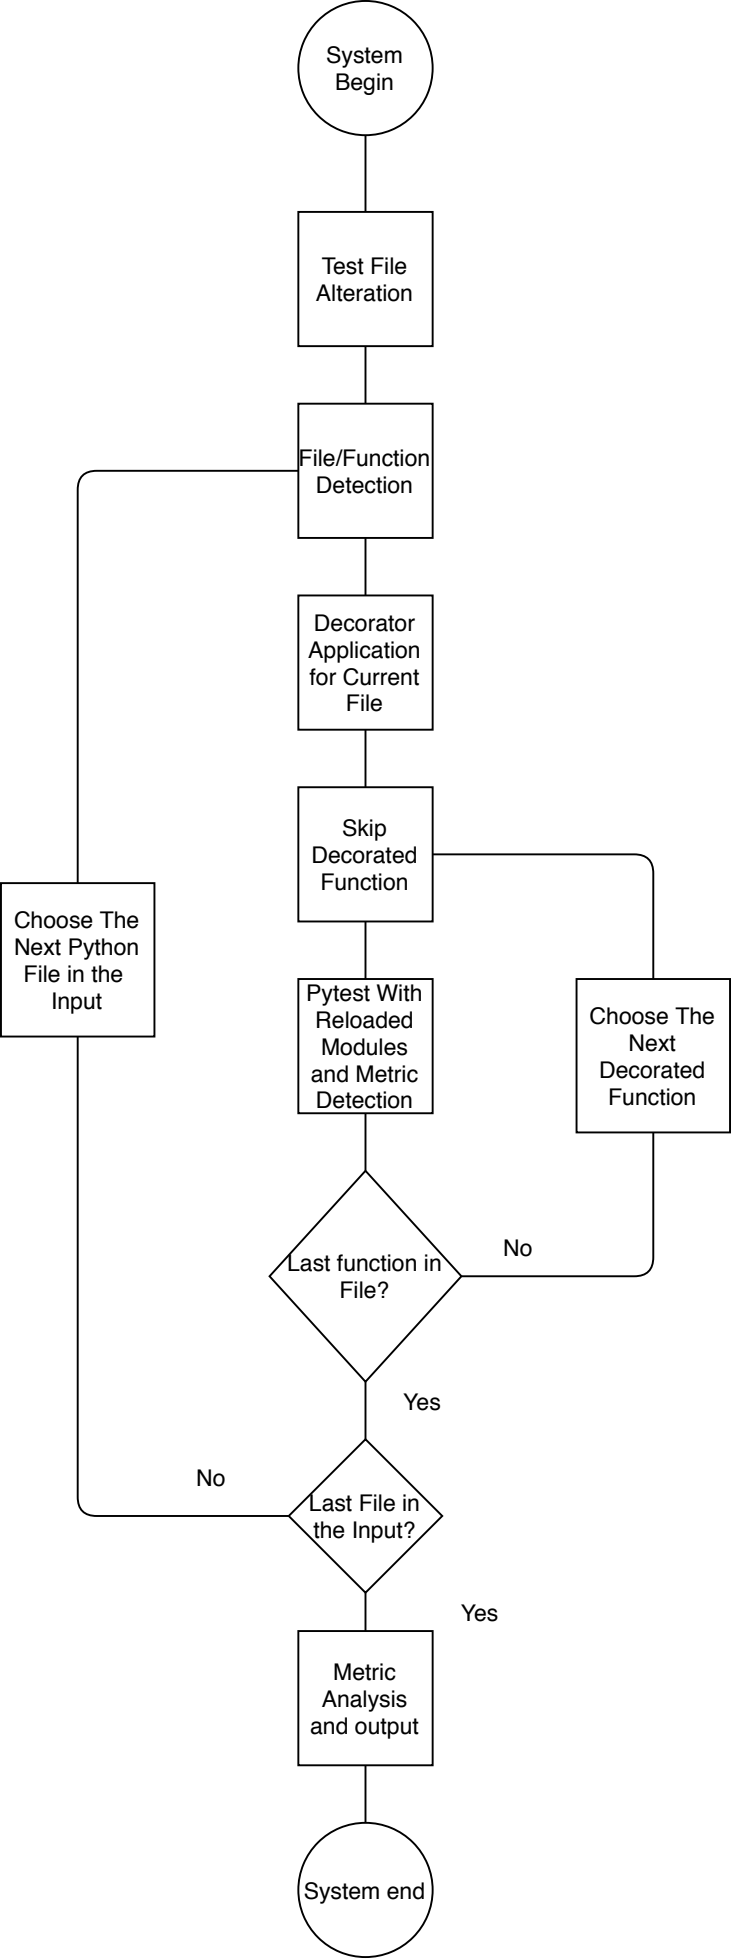 System
Begin
Test File
Alteration
File/Function
Detection
Decorator
Application
for Current
File
Skip
Decorated
Function
Choose The
Next Python
File in the
Input
Pytest With
Reloaded
Modules
and Metric
Detection
Choose The
Next
Decorated
Function
Last function in
File?
No
Yes
No
Last File in
the Input?
Yes
Metric
Analysis
and output
System end